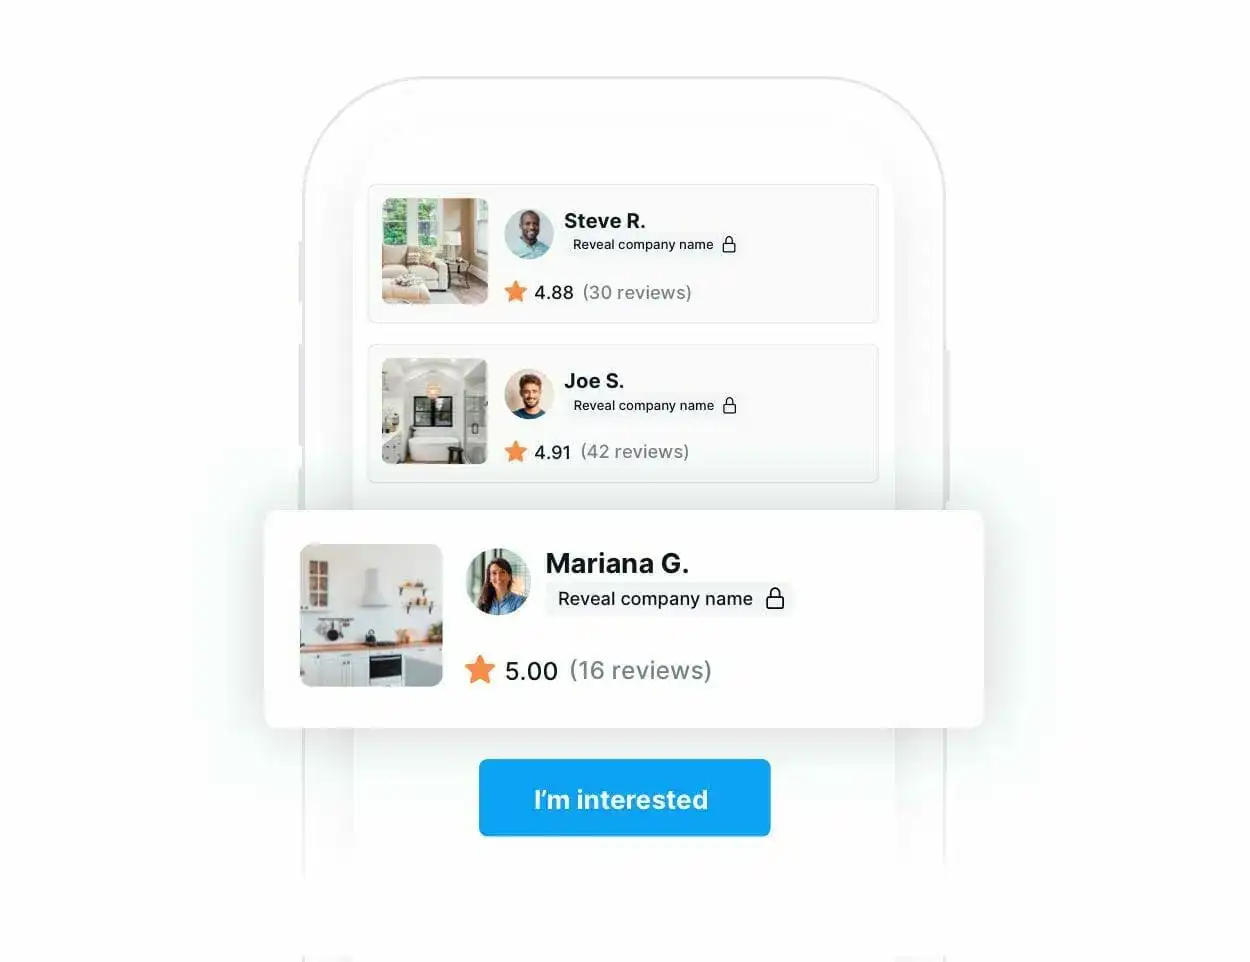 Steve R.
Reveal company name
4.88 (30 reviews)
Joe S.
Reveal company name
4.91 (42 reviews)
Mariana G.
Reveal company name
5.00 (16 reviews)
I’m interested